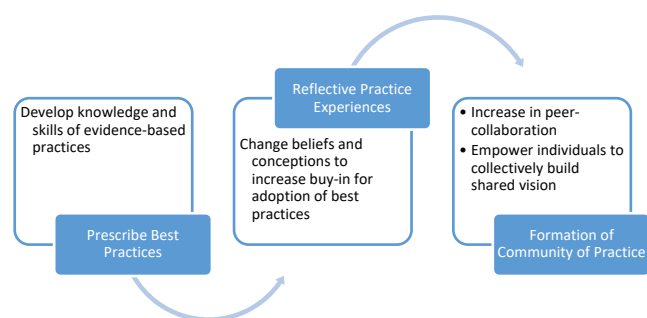 Develop knowledge and
skills of evidence-based
practices
Prescribe Best
Practices
Reflective Practice
Experiences
Change beliefs and
conceptions to
increase buy-in for
adoption of best
practices
• Increase in peer-
collaboration
• Empower individuals to
collectively build
shared vision
Formation of
Community of Practice